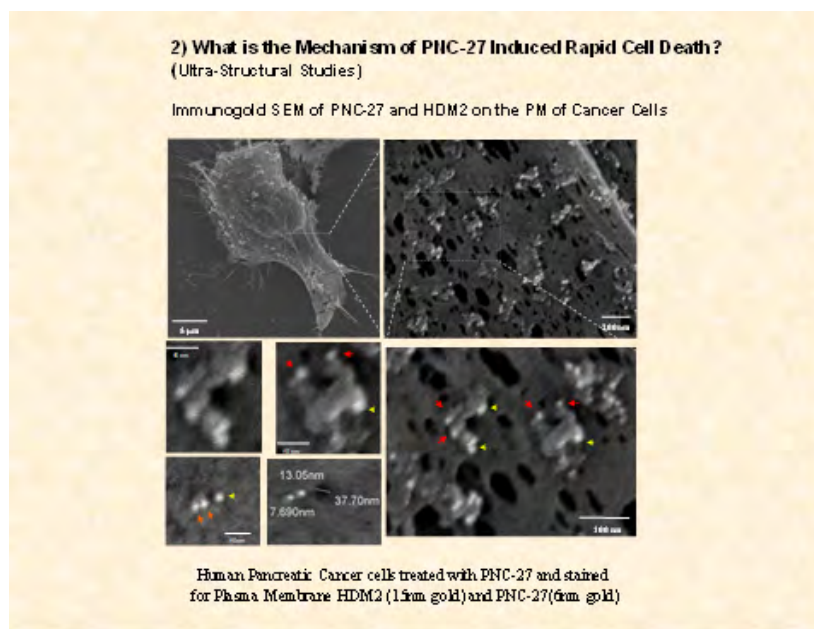 2) What is the Mechanism of PNC-27 Induced Rapid Cell Death?
(Ultra-Structural Studies)
Immunogold SEM of PNC-27 and HDM2 on the PM of Cancer Cells
5 μm
200nm
13.05nm
37.70nm
7.690nm
100 nm
Human Pancreatic Cancer cells treated with PNC-27 and stained
for Plasma Membrane HDM2 (15nm gold) and PNC-27(6nm gold)